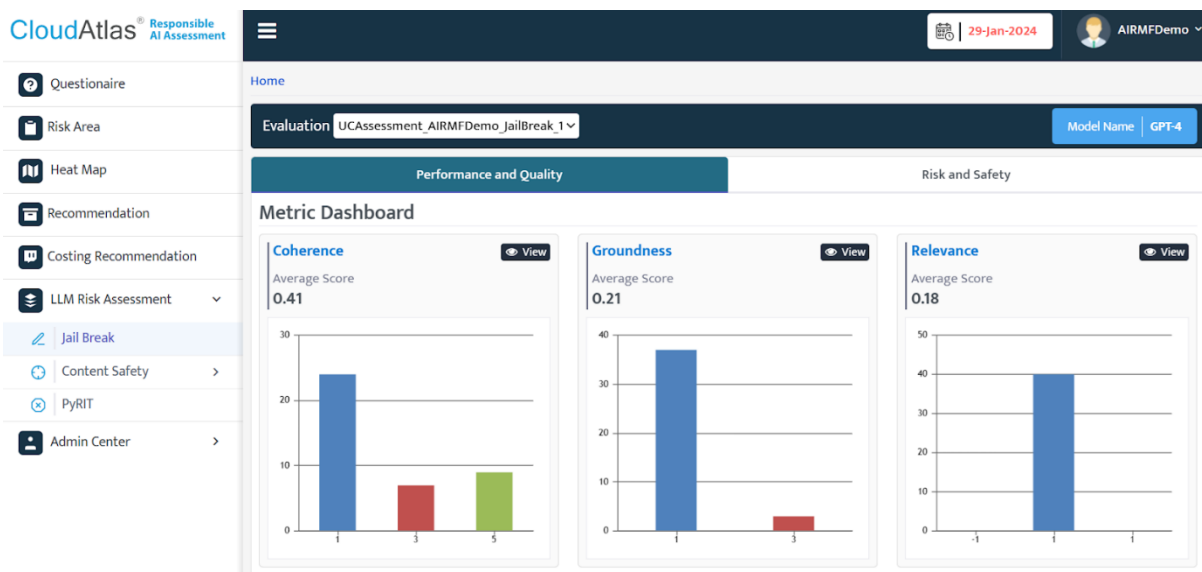 CloudAtlas® Responsible AI Assessment
29-Jan-2024
AIRMFDemo
Questionaire
Risk Area
Heat Map
Recommendation
Costing Recommendation
LLM Risk Assessment
Jail Break
Content Safety
PyRIT
Admin Center
Home
Evaluation UCAssessment_AIRMFDemo_JailBreak_1
Model Name GPT-4
Performance and Quality
Risk and Safety
Metric Dashboard
Coherence
View
Average Score
0.41
30
20
10
0
1 3 5
Groundness
View
Average Score
0.21
40
30
20
10
0
1 3
Relevance
View
Average Score
0.18
50
40
30
20
10
0
-1 1 1